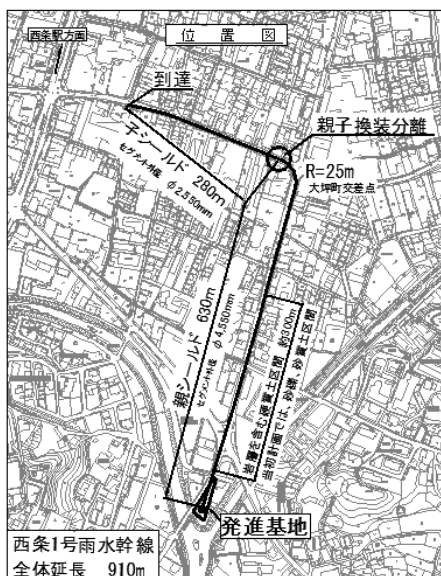 西条駅方面
位置図
到達
親子換装分離
R=25m
大坪町交差点
子シールド 280m
セグメント外径 φ2,550mm
親シールド 630m
セグメント外径 φ4,550mm
岩盤を含む硬質土区間 約300m
当初計画では、砂礫・砂質土区間
発進基地
西条1号雨水幹線
全体延長 910m